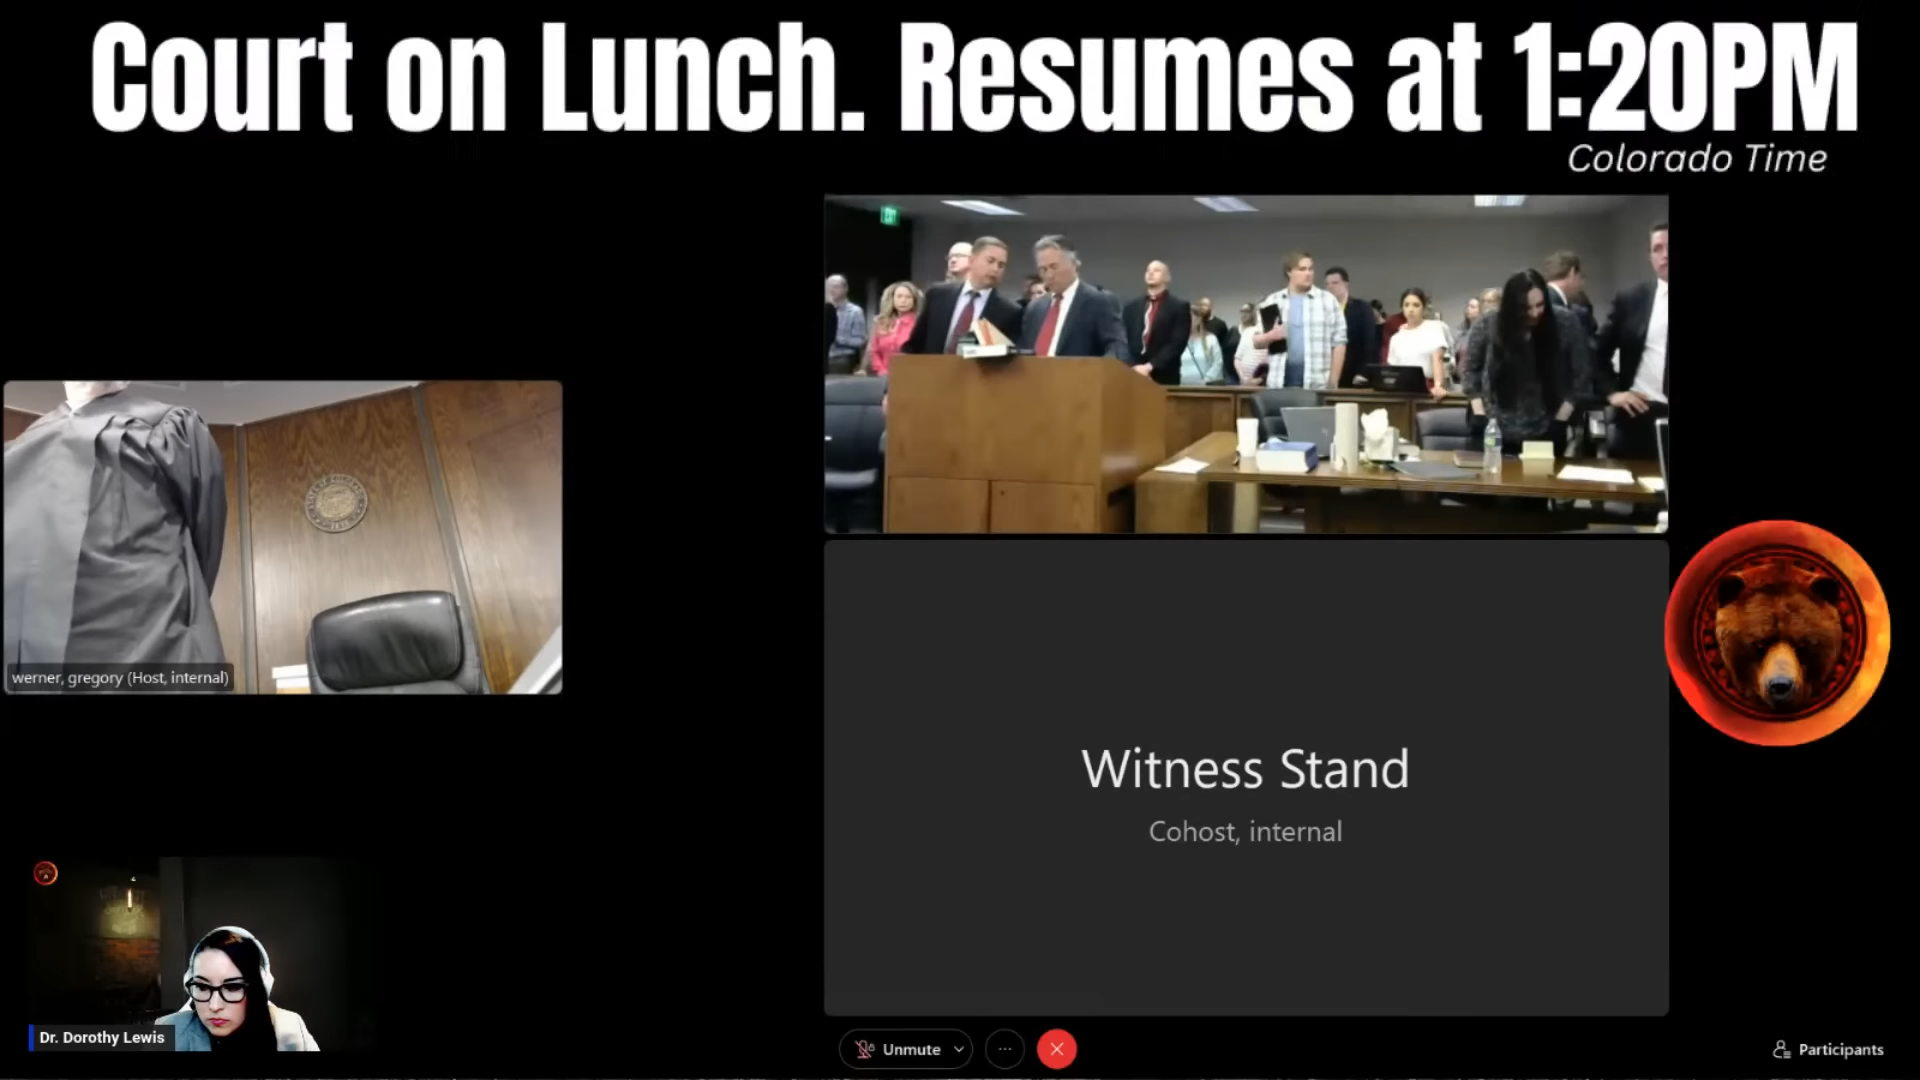 Court on Lunch. Resumes at 1:20PM
Colorado Time
werner, gregory (Host, internal)
Witness Stand
Cohost, internal
Dr. Dorothy Lewis
Unmute
Participants